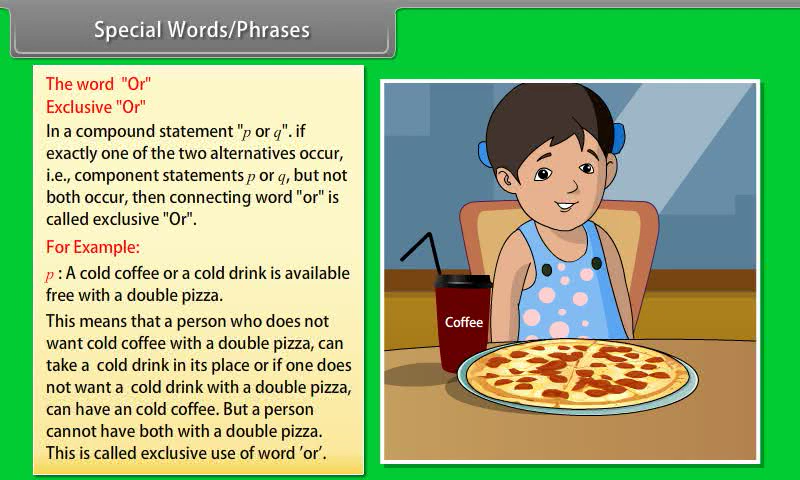 Special Words/Phrases
The word "Or"
Exclusive "Or"
In a compound statement "p or q". if
exactly one of the two alternatives occur,
i.e., component statements p or q, but not
both occur, then connecting word "or" is
called exclusive "Or".
For Example:
p : A cold coffee or a cold drink is available
free with a double pizza.
This means that a person who does not
want cold coffee with a double pizza, can
take a cold drink in its place or if one does
not want a cold drink with a double pizza,
can have an cold coffee. But a person
cannot have both with a double pizza.
This is called exclusive use of word 'or'.
Coffee